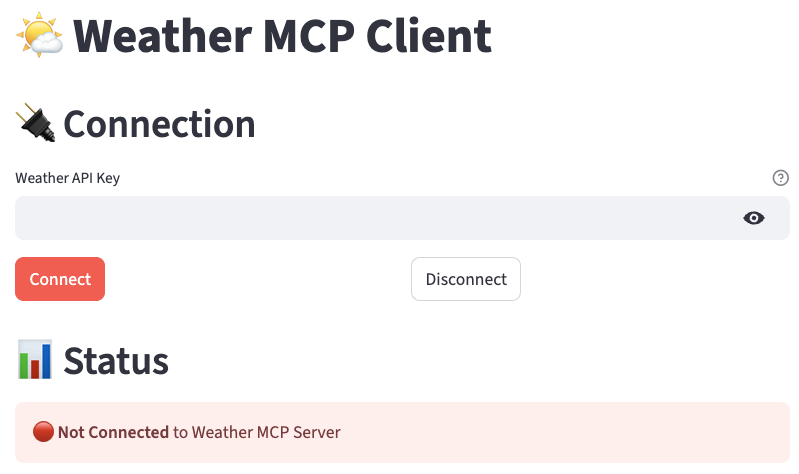 Weather MCP Client
Connection
Weather API Key
Connect
Disconnect
Status
Not Connected to Weather MCP Server